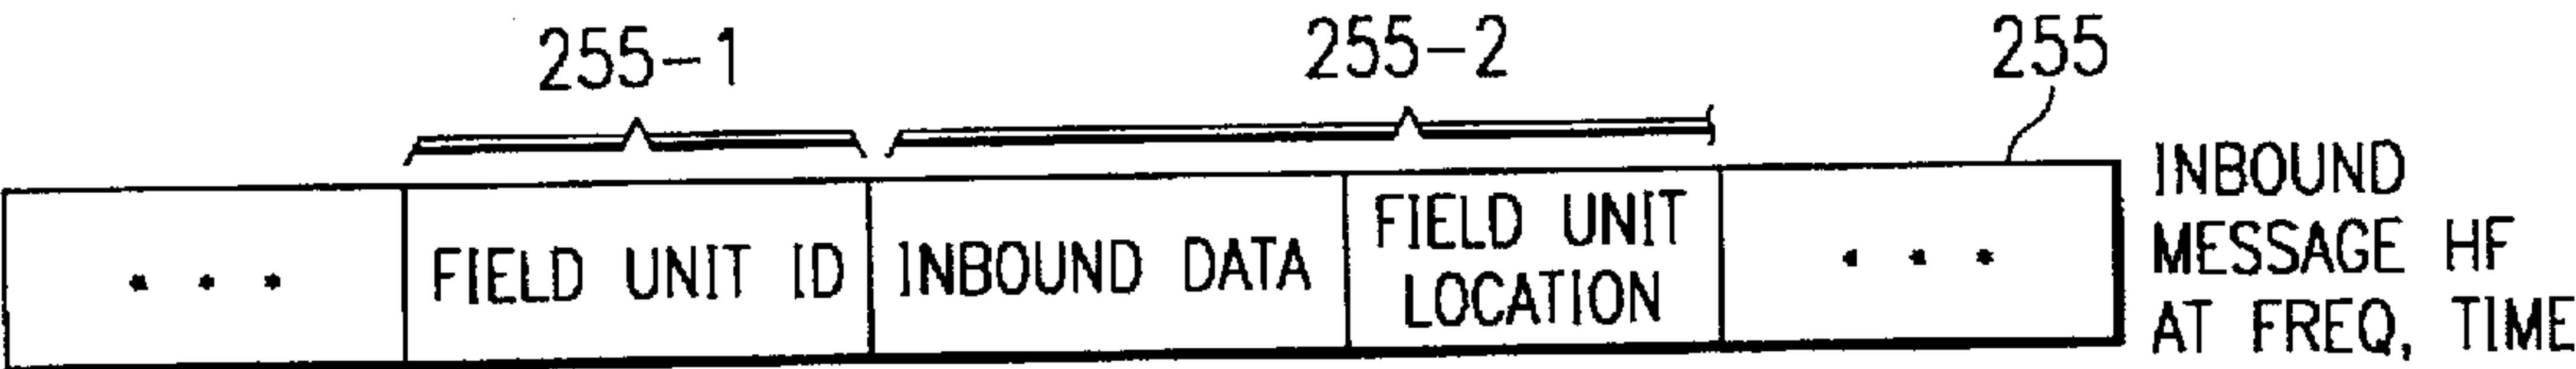 255-1
255-2
255
• • •
FIELD UNIT ID
INBOUND DATA
FIELD UNIT
LOCATION
• • •
INBOUND
MESSAGE HF
AT FREQ, TIME